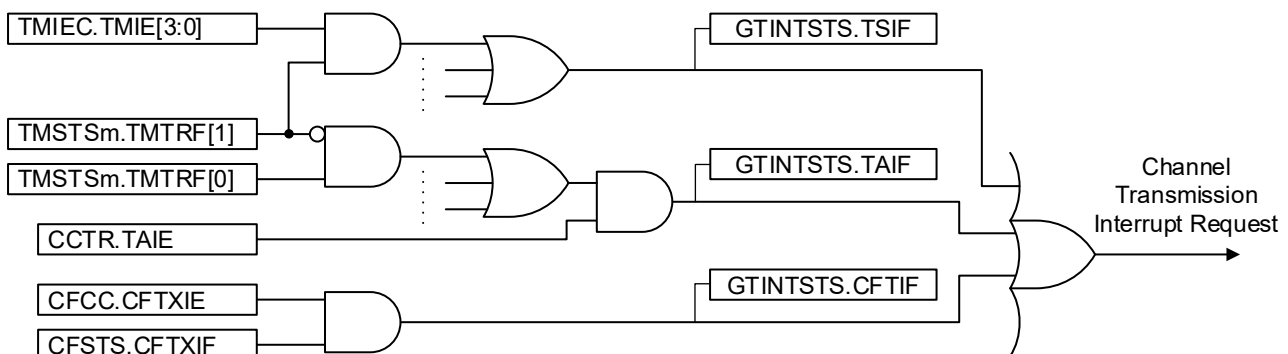 TMIEC.TMIE[3:0]
GTINTSTS.TSIF
TMSTSm.TMTRF[1]
TMSTSm.TMTRF[0]
GTINTSTS.TAIF
Channel
Transmission
Interrupt Request
CCTR.TAIE
CFCC.CFTXIE
GTINTSTS.CFTIF
CFSTS.CFTXIF